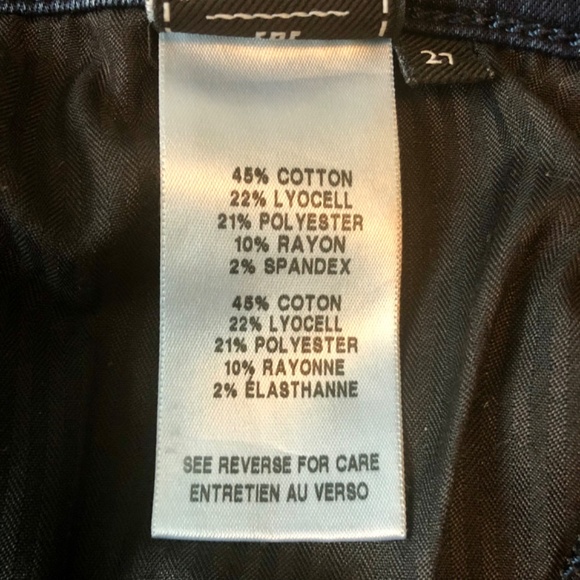 27
45% COTTON
22% LYOCELL
21% POLYESTER
10% RAYON
2% SPANDEX
45% COTON
22% LYOCELL
21% POLYESTER
10% RAYONNE
2% ÉLASTHANNE
SEE REVERSE FOR CARE
ENTRETIEN AU VERSO